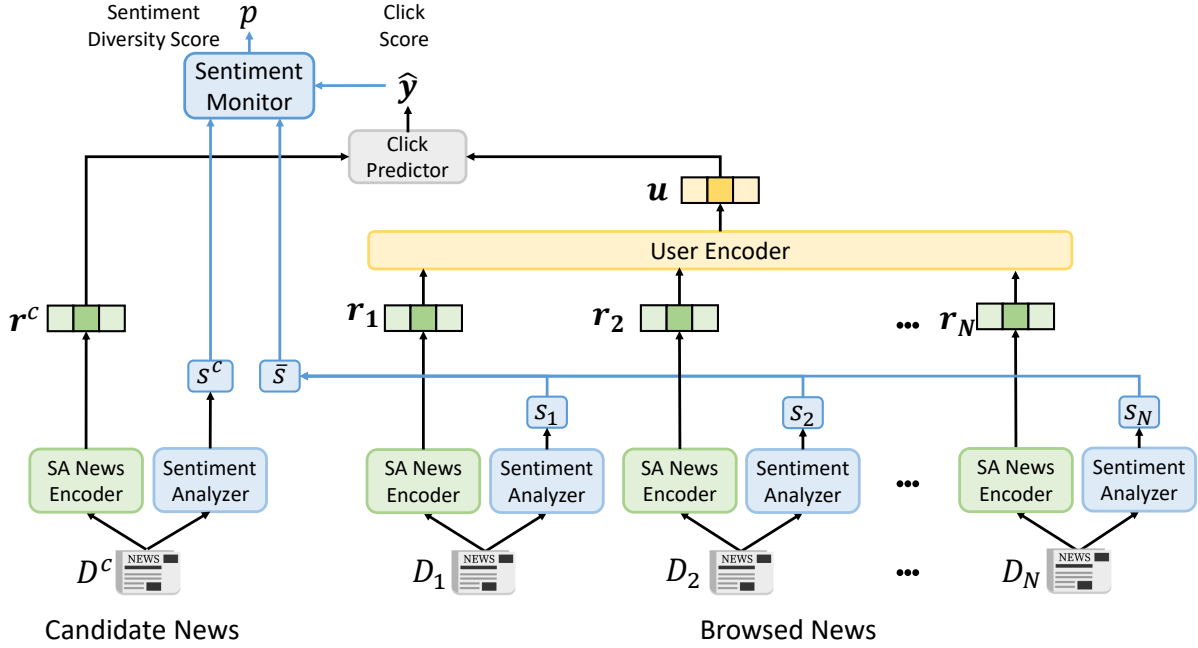 Sentiment
Diversity Score
p
Click
Score
Sentiment
Monitor
ŷ
Click
Predictor
u
User Encoder
r^c
r_1
r_2
... r_N
s^c
s̄
s_1
s_2
s_N
SA News
Encoder
Sentiment
Analyzer
SA News
Encoder
Sentiment
Analyzer
SA News
Encoder
Sentiment
Analyzer
...
SA News
Encoder
Sentiment
Analyzer
D^c
NEWS
D_1
NEWS
D_2
NEWS
...
D_N
NEWS
Candidate News
Browsed News